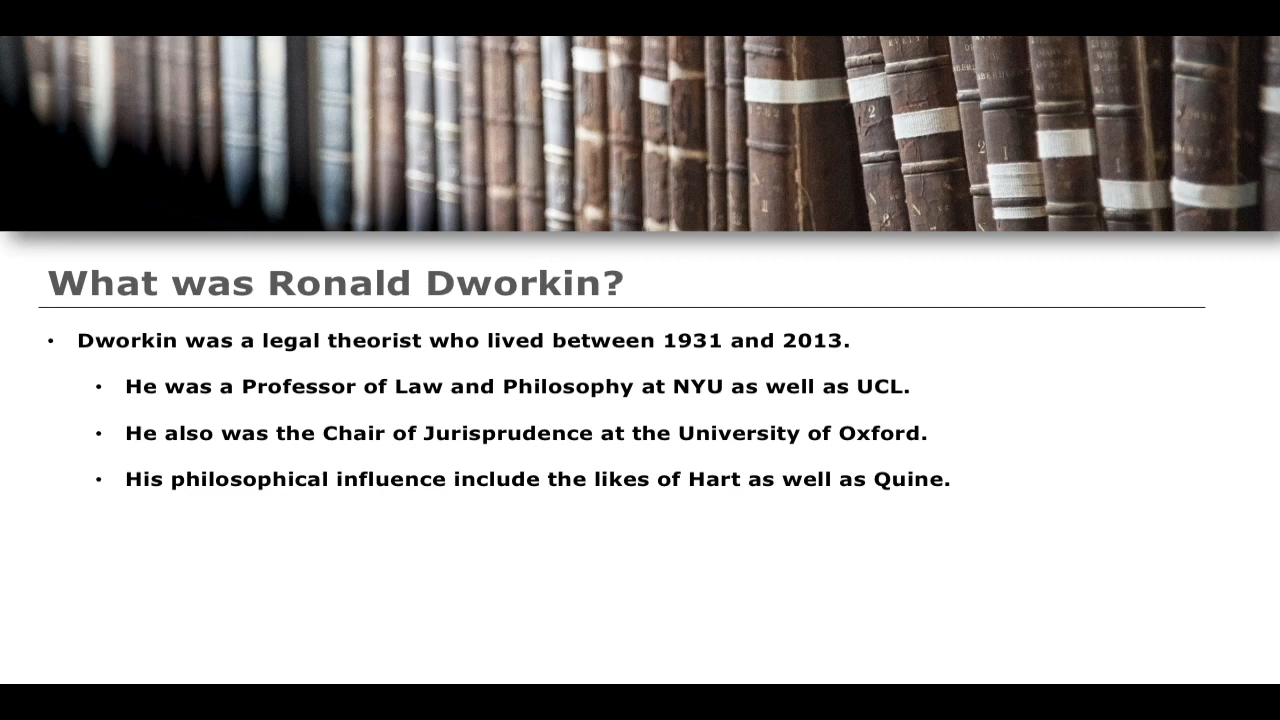 What was Ronald Dworkin?
• Dworkin was a legal theorist who lived between 1931 and 2013.
• He was a Professor of Law and Philosophy at NYU as well as UCL.
• He also was the Chair of Jurisprudence at the University of Oxford.
• His philosophical influence include the likes of Hart as well as Quine.